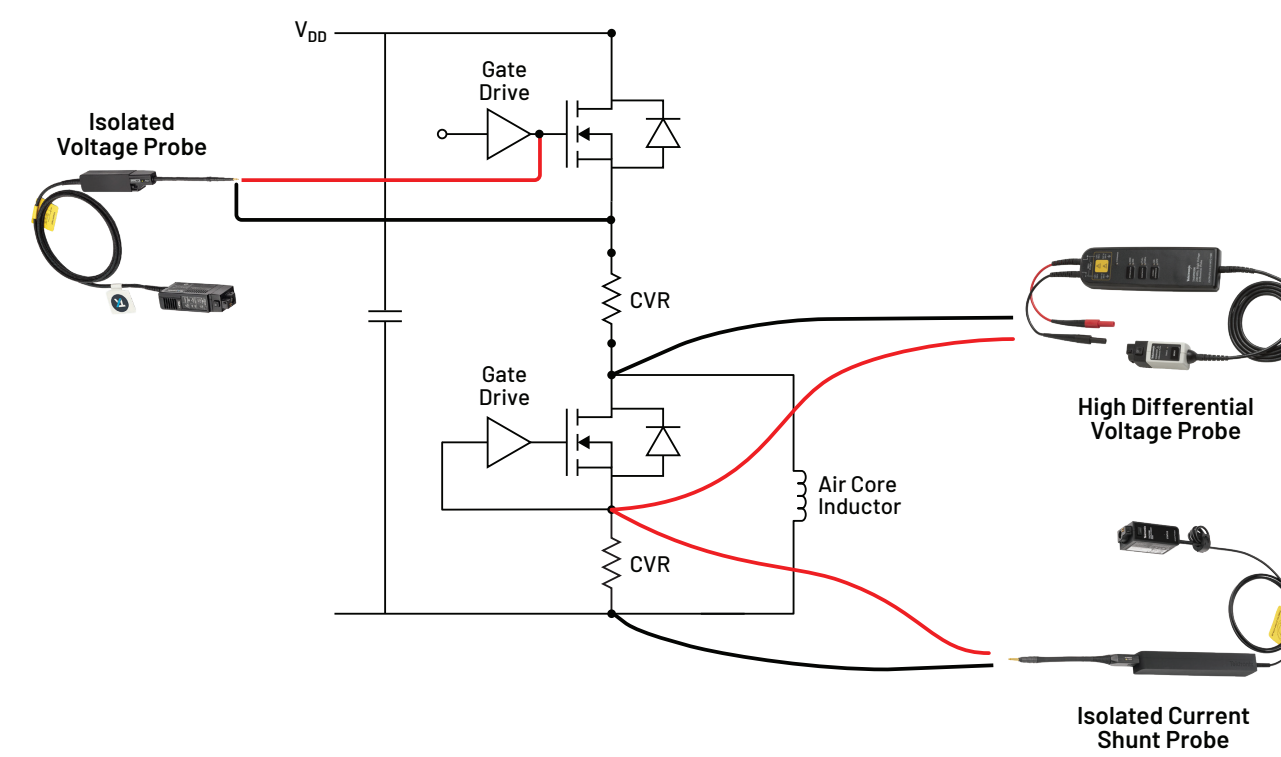 V_DD
Gate
Drive
Isolated
Voltage Probe
CVR
Gate
Drive
High Differential
Voltage Probe
Air Core
Inductor
CVR
Isolated Current
Shunt Probe